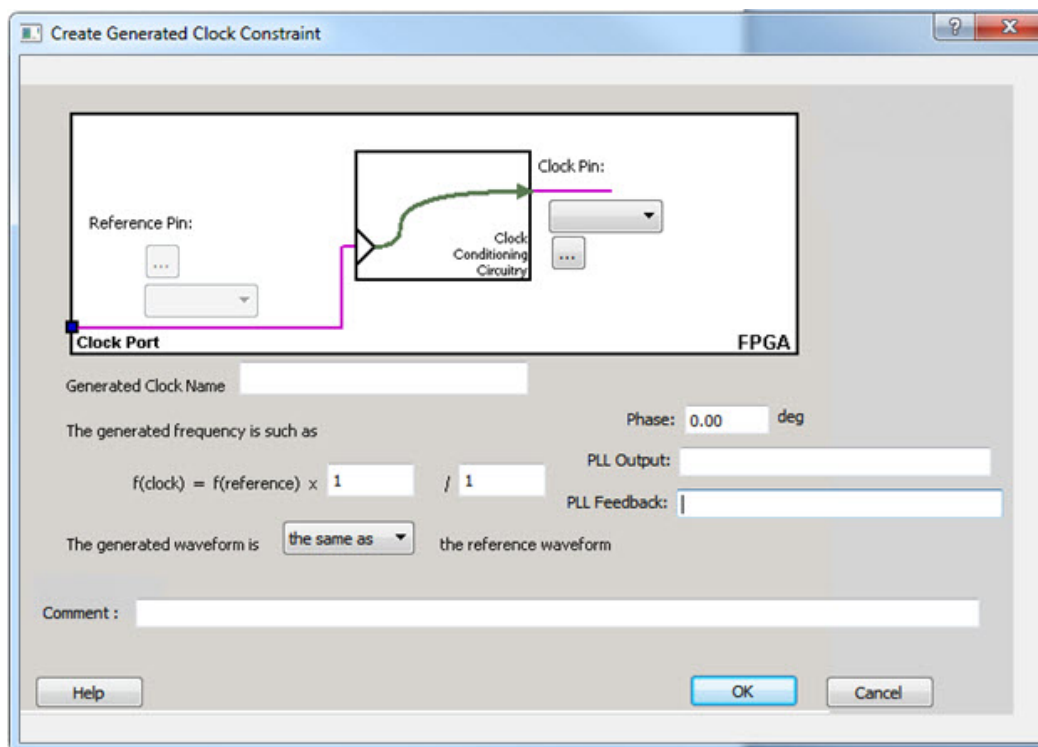 Create Generated Clock Constraint
?
Clock Pin:
Reference Pin:
...
Clock
Conditioning
Circuitry
...
Clock Port
FPGA
Generated Clock Name
Phase: 0.00 deg
The generated frequency is such as
PLL Output:
f(clock) = f(reference) x 1 / 1
PLL Feedback:
The generated waveform is the same as the reference waveform
Comment :
Help OK Cancel